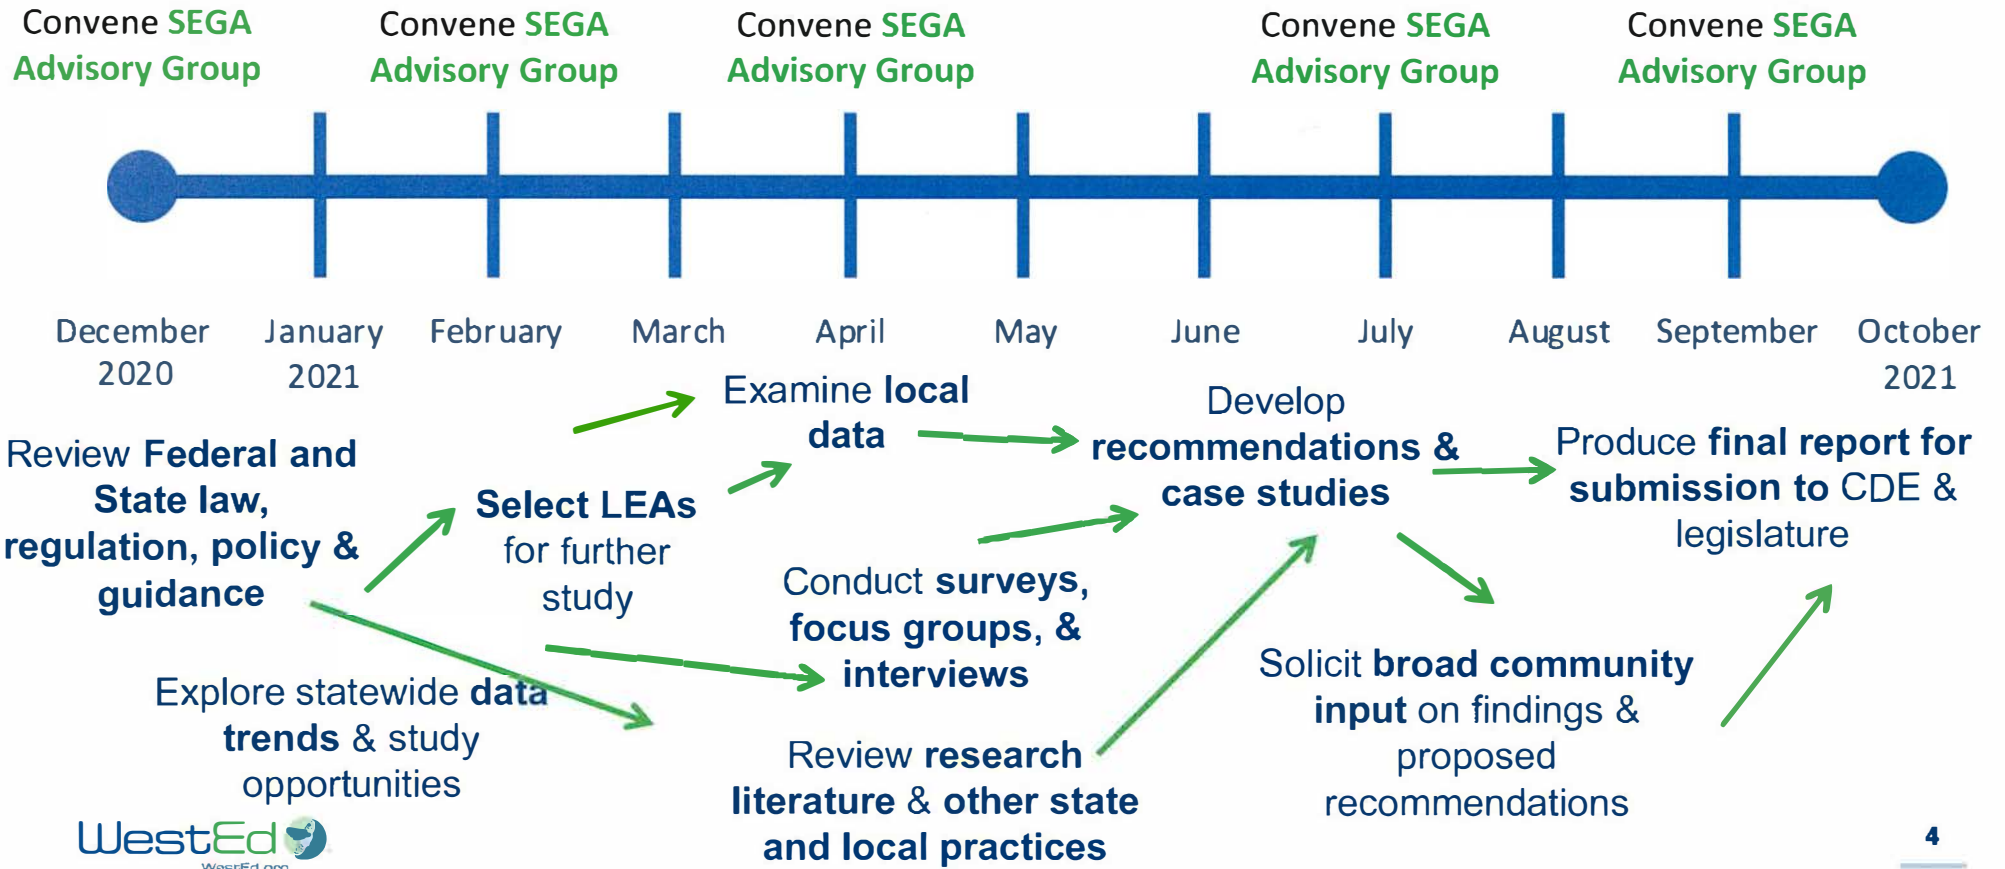 Convene SEGA
Advisory Group
Convene SEGA
Advisory Group
Convene SEGA
Advisory Group
Convene SEGA
Advisory Group
Convene SEGA
Advisory Group
December
2020
January
2021
February
March
April
May
June
July
August
September
October
2021
Review Federal and
State law,
regulation, policy &
guidance
Explore statewide data
trends & study
opportunities
Select LEAs
for further
study
Examine local
data
Conduct surveys,
focus groups, &
interviews
Review research
literature & other state
and local practices
Develop
recommendations &
case studies
Solicit broad community
input on findings &
proposed
recommendations
Produce final report for
submission to CDE &
legislature
WestEd
WestEd.org
4